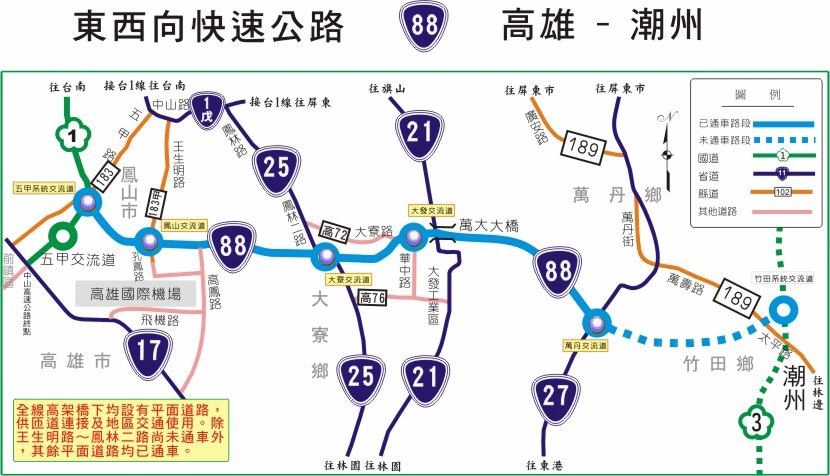 東西向快速公路 88 高雄 - 潮州
往台南
接台1線往台南
中山路
1戊
接台1線往屏東
往旗山
往屏東市
往屏東市
圖 例
已通車路段
未通車路段
國道 1
省道 11
縣道 102
其他道路
N
1
五甲路
183
王生明路
183甲
鳳林路
25
21
廣安路
189
五甲系統交流道
鳳山市
鳳山交流道
88
鳳林二路
高72
大寮路
大發交流道
萬大大橋
萬丹鄉
萬丹街
五甲交流道
孔鳳路
高鳳路
大寮交流道
華中路
大發工業區
88
萬壽路
189
竹田系統交流道
前鎮區
中山高速公路終點
高雄國際機場
飛機路
高76
大寮鄉
萬丹交流道
太平路
竹田鄉
潮州
往林邊
高雄市
17
25
21
27
3
全線高架橋下均設有平面道路，
供匝道連接及地區交通使用。除
王生明路～鳳林二路尚未通車外
，其餘平面道路均已通車。
往林園
往林園
往東港